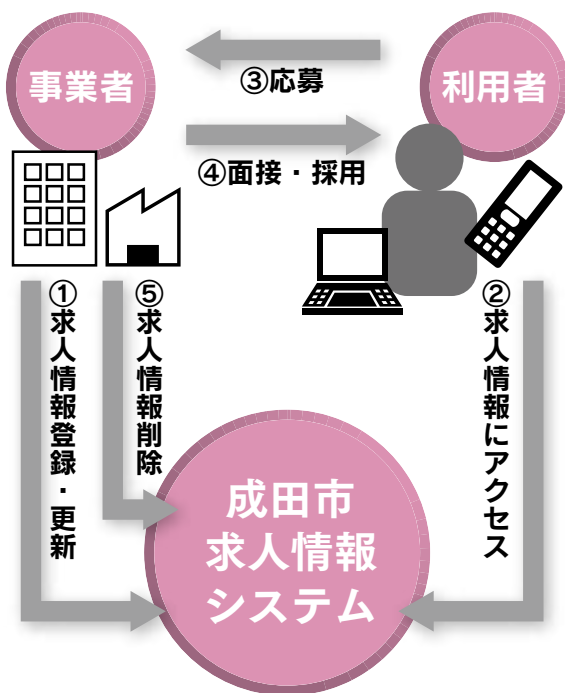 事業者
利用者
③応募
④面接・採用
①求人情報登録・更新
⑤求人情報削除
②求人情報にアクセス
成田市
求人情報
システム